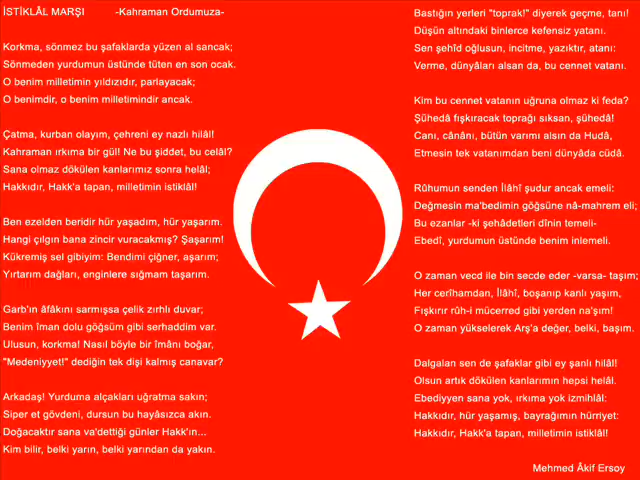 İSTİKLÂL MARŞI -Kahraman Ordumuza-
Korkma, sönmez bu şafaklarda yüzen al sancak;
Sönmeden yurdumun üstünde tüten en son ocak.
O benim milletimin yıldızıdır, parlayacak;
O benimdir, o benim milletimindir ancak.
Çatma, kurban olayım, çehreni ey nazlı hilâl!
Kahraman ırkıma bir gül! Ne bu şiddet, bu celâl?
Sana olmaz dökülen kanlarımız sonra helâl;
Hakkıdır, Hakk'a tapan, milletimin istiklâl!
Ben ezelden beridir hür yaşadım, hür yaşarım.
Hangi çılgın bana zincir vuracakmış? Şaşarım!
Kükremiş sel gibiyim: Bendimi çiğner, aşarım;
Yırtarım dağları, enginlere sığmam taşarım.
Garb'ın âfâkını sarmışsa çelik zırhlı duvar;
Benim îman dolu göğsüm gibi serhaddim var.
Ulusun, korkma! Nasıl böyle bir îmânı boğar,
"Medeniyyet!" dediğin tek dişi kalmış canavar?
Arkadaş! Yurduma alçakları uğratma sakın;
Siper et gövdeni, dursun bu hayâsızca akın.
Doğacaktır sana va'dettiği günler Hakk'ın...
Kim bilir, belki yarın, belki yarından da yakın.
Bastığın yerleri "toprak!" diyerek geçme, tanı!
Düşün altındaki binlerce kefensiz yatanı.
Sen şehîd oğlusun, incitme, yazıktır, atanı:
Verme, dünyâları alsan da, bu cennet vatanı.
Kim bu cennet vatanın uğruna olmaz ki feda?
Şühedâ fışkıracak toprağı sıksan, şühedâ!
Canı, cânânı, bütün varımı alsın da Hudâ,
Etmesin tek vatanımdan beni dünyâda cüdâ.
Rûhumun senden İlâhî şudur ancak emeli:
Değmesin ma'bedimin göğsüne nâ-mahrem eli;
Bu ezanlar -ki şehâdetleri dînin temeli-
Ebedî, yurdumun üstünde benim inlemeli.
O zaman vecd ile bin secde eder -varsa- taşım;
Her cerîhamdan, İlâhî, boşanıp kanlı yaşım,
Fışkırır rûh-i mücerred gibi yerden na'şım!
O zaman yükselerek Arş'a değer, belki, başım.
Dalgalan sen de şafaklar gibi ey şanlı hilâl!
Olsun artık dökülen kanlarımın hepsi helâl.
Ebediyyen sana yok, ırkıma yok izmihlâl:
Hakkıdır, hür yaşamış, bayrağımın hürriyet:
Hakkıdır, Hakk'a tapan, milletimin istiklâl!
Mehmed Âkif Ersoy